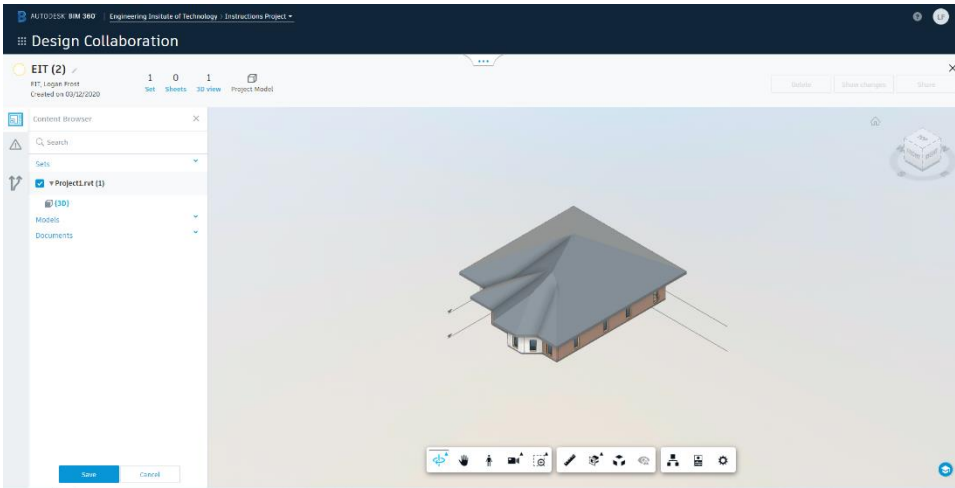 AUTODESK BIM 360 Engineering Insitute of Technology > Instructions Project
? LF
Design Collaboration
EIT (2)
EIT, Logan Frost
Created on 03/12/2020
1 Set
0 Sheets
1 3D view
Project Model
Delete Show changes Share
Content Browser
Search
Sets
Project1.rvt (1)
{3D}
Models
Documents
Save Cancel